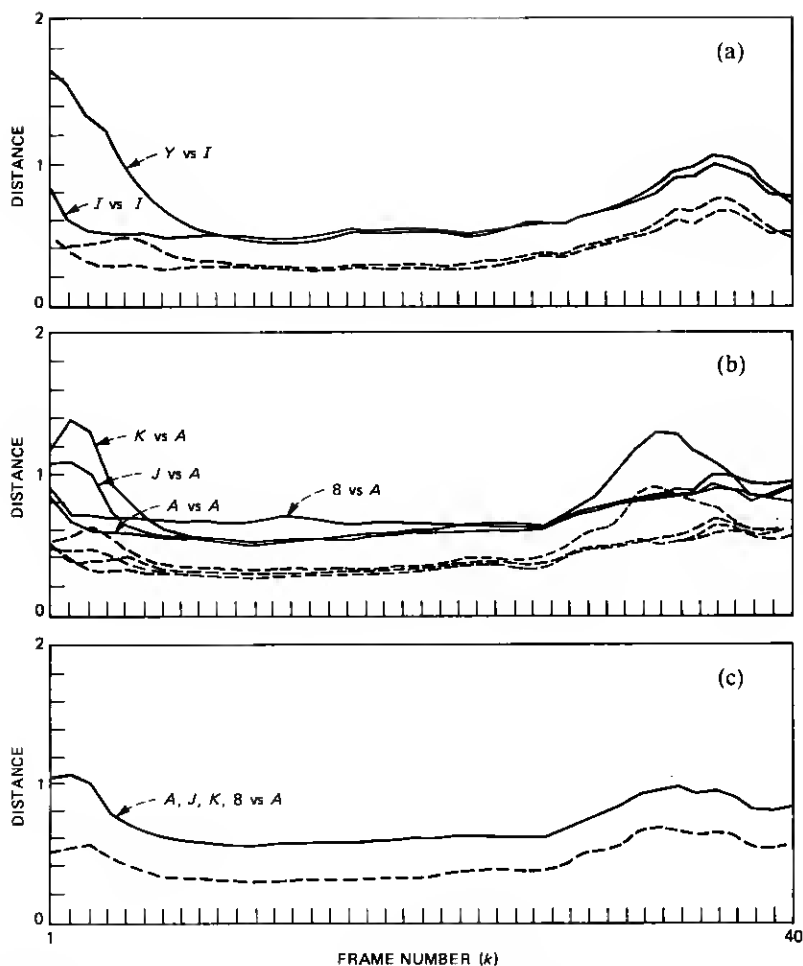 2
(a)
Y vs I
DISTANCE
1
I vs I
0
2
(b)
K vs A
J vs A
8 vs A
DISTANCE
1
A vs A
0
2
(c)
DISTANCE
1
A, J, K, 8 vs A
0
1
40
FRAME NUMBER (k)